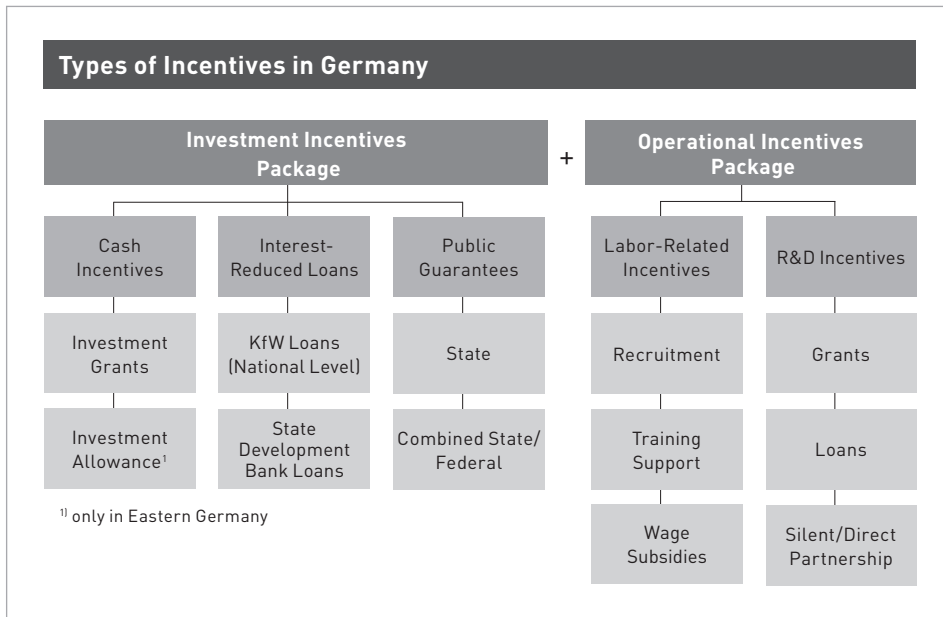 Types of Incentives in Germany
Investment Incentives
Package
+
Operational Incentives
Package
Cash
Incentives
Interest-
Reduced Loans
Public
Guarantees
Labor-Related
Incentives
R&D Incentives
Investment
Grants
KfW Loans
(National Level)
State
Recruitment
Grants
Investment
Allowance¹
State
Development
Bank Loans
Combined State/
Federal
Training
Support
Loans
¹⁾ only in Eastern Germany
Wage
Subsidies
Silent/Direct
Partnership